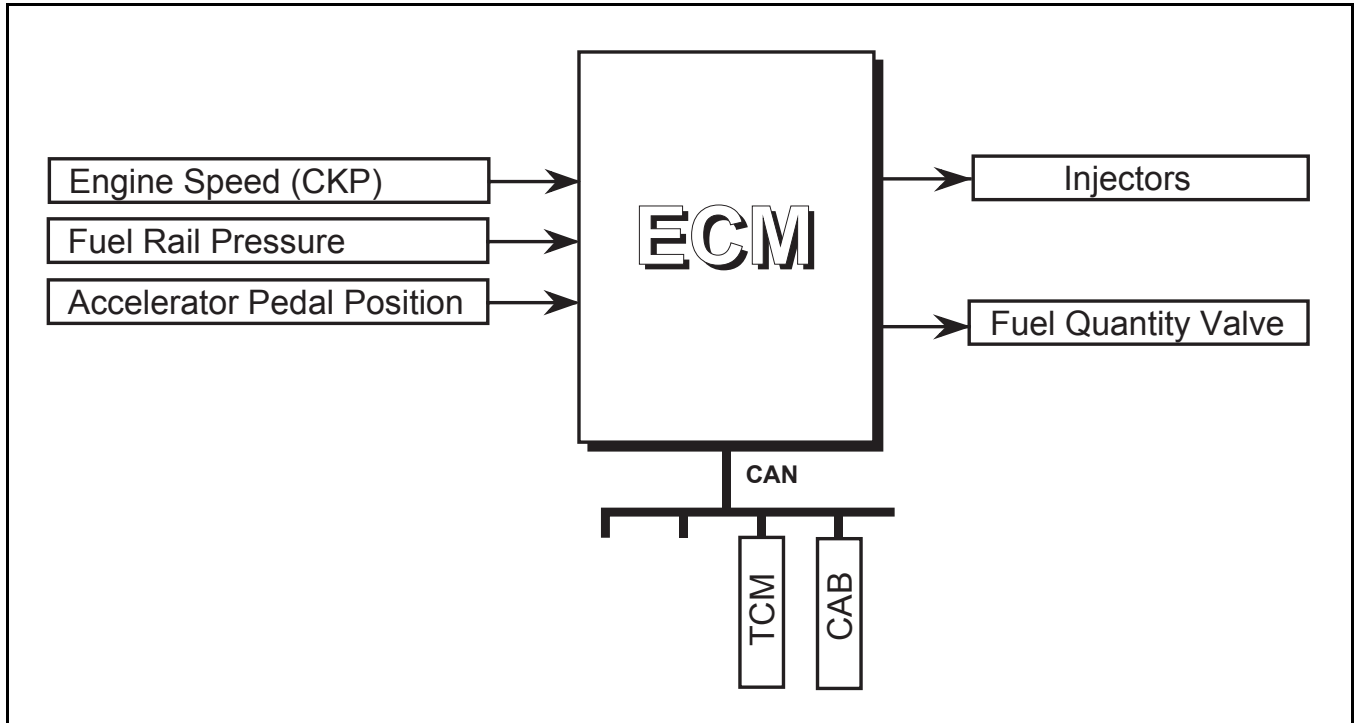 Engine Speed (CKP)
Fuel Rail Pressure
Accelerator Pedal Position
ECM
Injectors
Fuel Quantity Valve
CAN
TCM
CAB